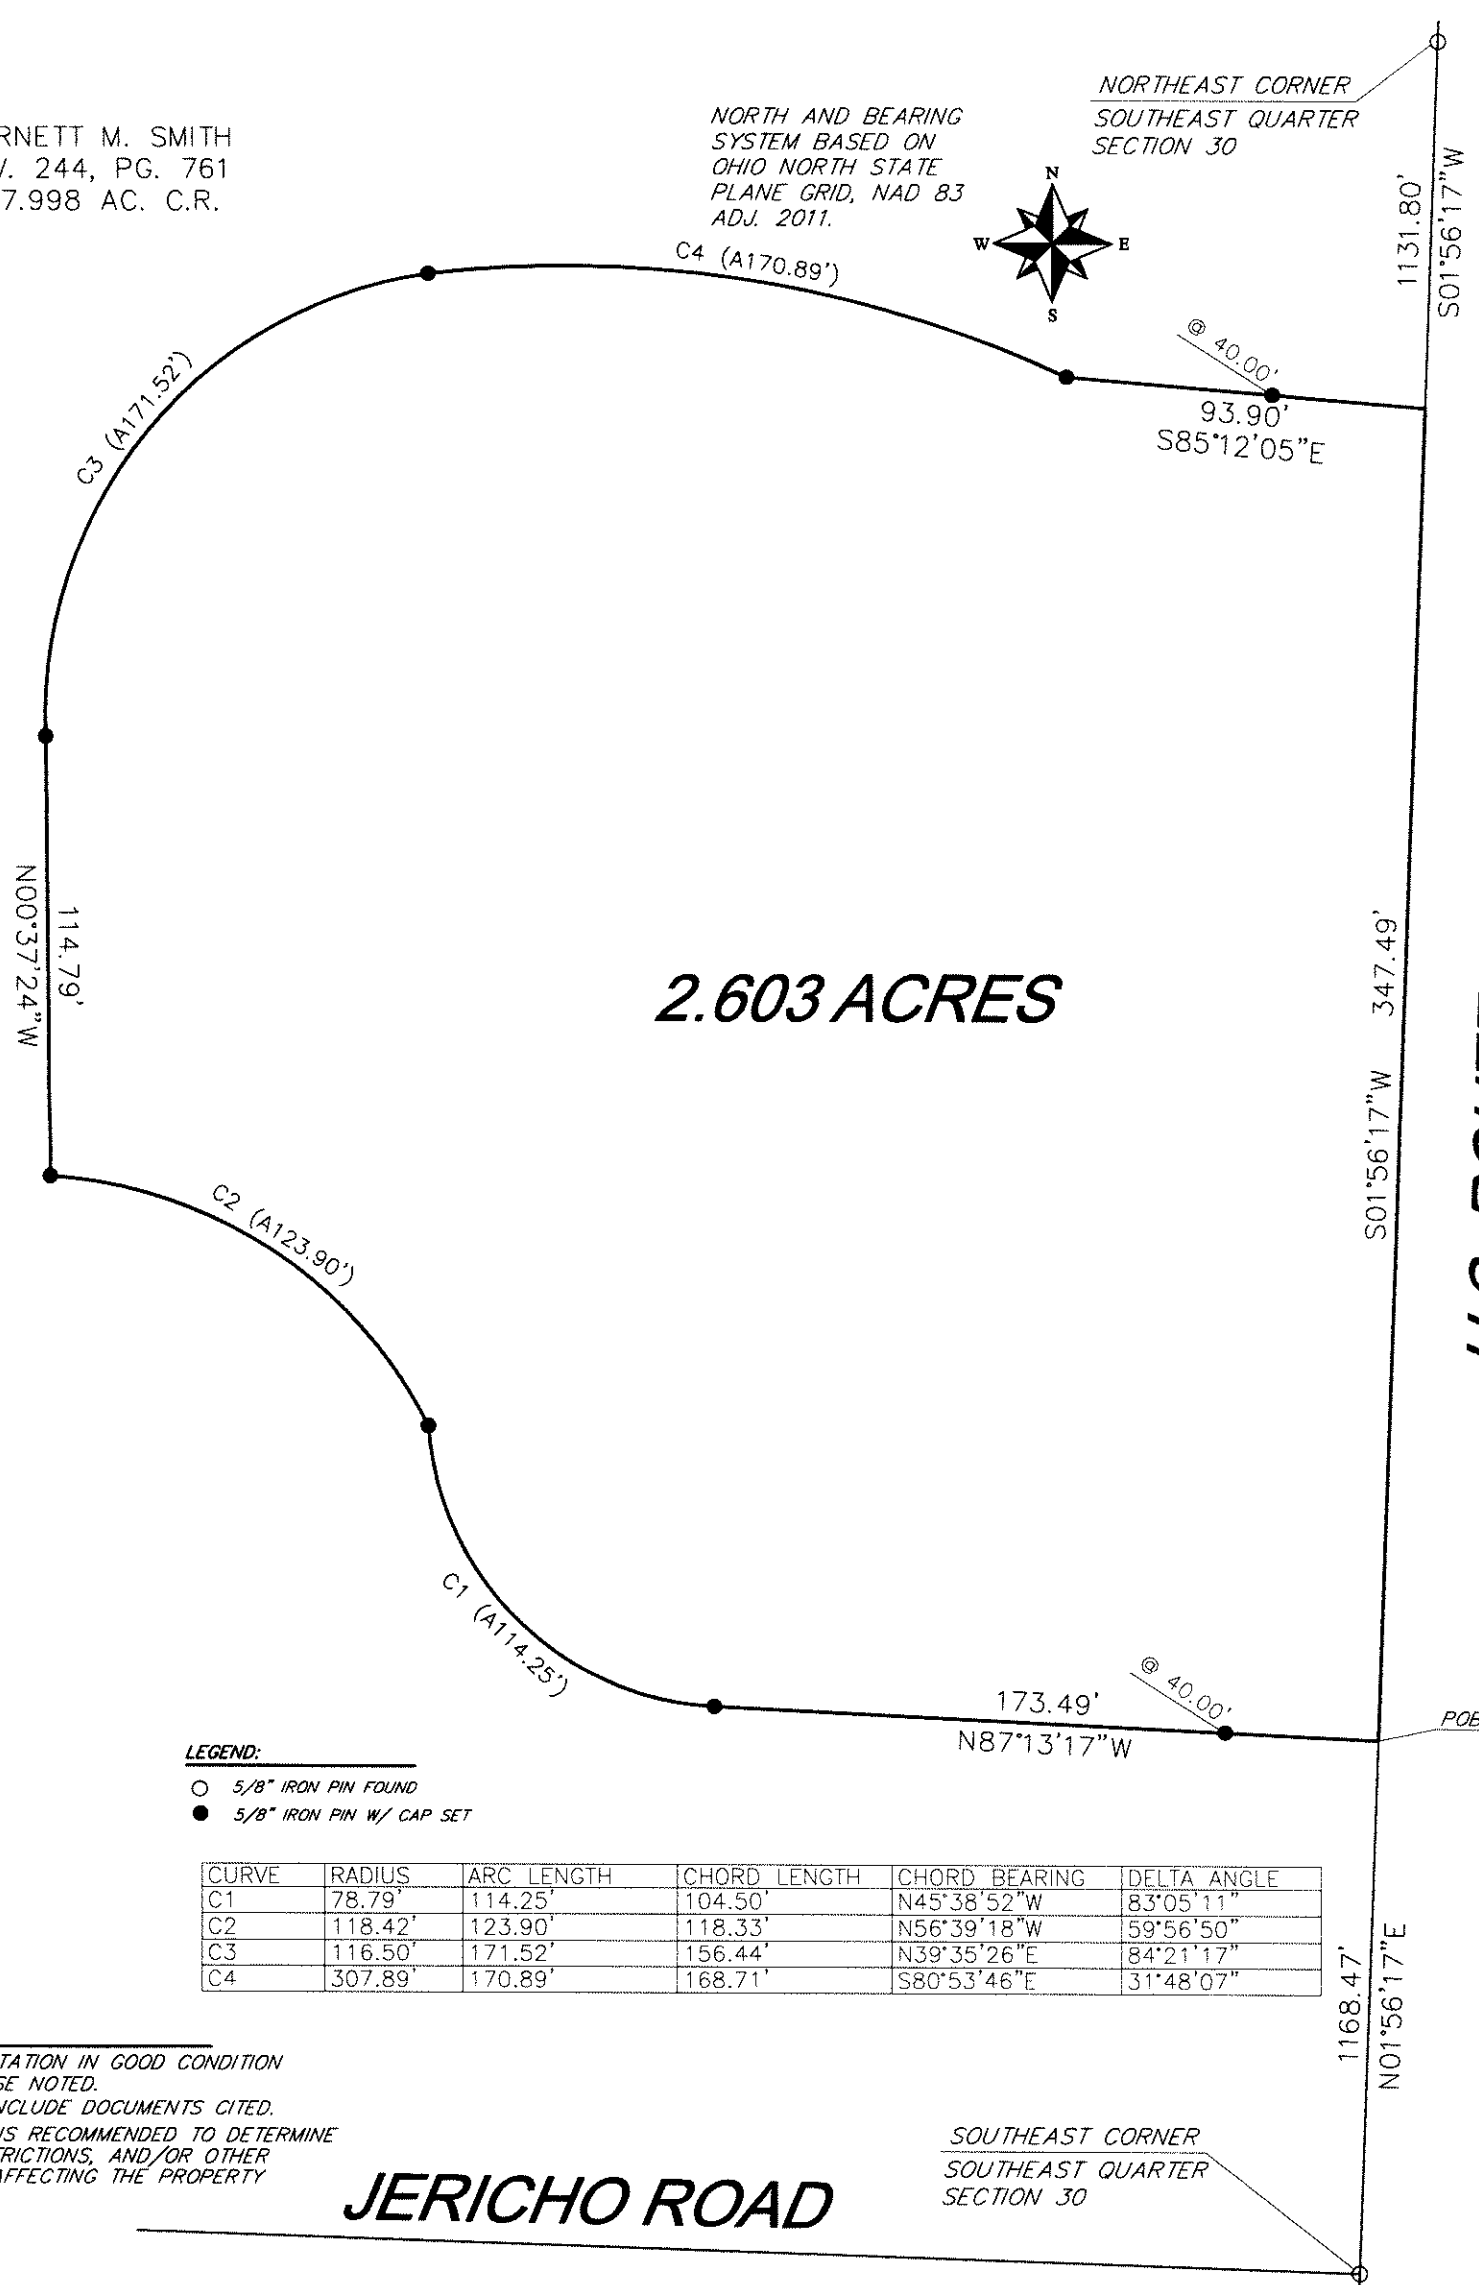 NORTHEAST CORNER
SOUTHEAST QUARTER
SECTION 30
NORTH AND BEARING
SYSTEM BASED ON
OHIO NORTH STATE
PLANE GRID, NAD 83
ADJ. 2011.
RNETT M. SMITH
. 244, PG. 761
7.998 AC. C.R.
N
W
E
S
1131.80'
S01°56'17"W
C4 (A170.89')
@ 40.00'
93.90'
S85°12'05"E
C3 (A171.52')
114.79'
N00°37'24"W
2.603 ACRES
S01°56'17"W 347.49'
C2 (A123.90')
C1 (A114.25')
@ 40.00'
173.49'
N87°13'17"W
POB
LEGEND:
5/8" IRON PIN FOUND
5/8" IRON PIN W/ CAP SET
CURVE RADIUS ARC LENGTH CHORD LENGTH CHORD BEARING DELTA ANGLE
C1 78.79' 114.25' 104.50' N45°38'52"W 83°05'11"
C2 118.42' 123.90' 118.33' N56°39'18"W 59°56'50"
C3 116.50' 171.52' 156.44' N39°35'26"E 84°21'17"
C4 307.89' 170.89' 168.71' S80°53'46"E 31°48'07"
1168.47'
N01°56'17"E
TATION IN GOOD CONDITION
SE NOTED.
NCLUDE DOCUMENTS CITED.
IS RECOMMENDED TO DETERMINE
RICTIONS, AND/OR OTHER
AFFECTING THE PROPERTY
JERICHO ROAD
SOUTHEAST CORNER
SOUTHEAST QUARTER
SECTION 30